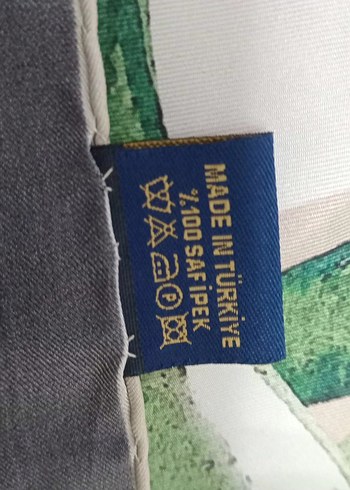 MADE IN TÜRKİYE
%100 SAF İPEK
P